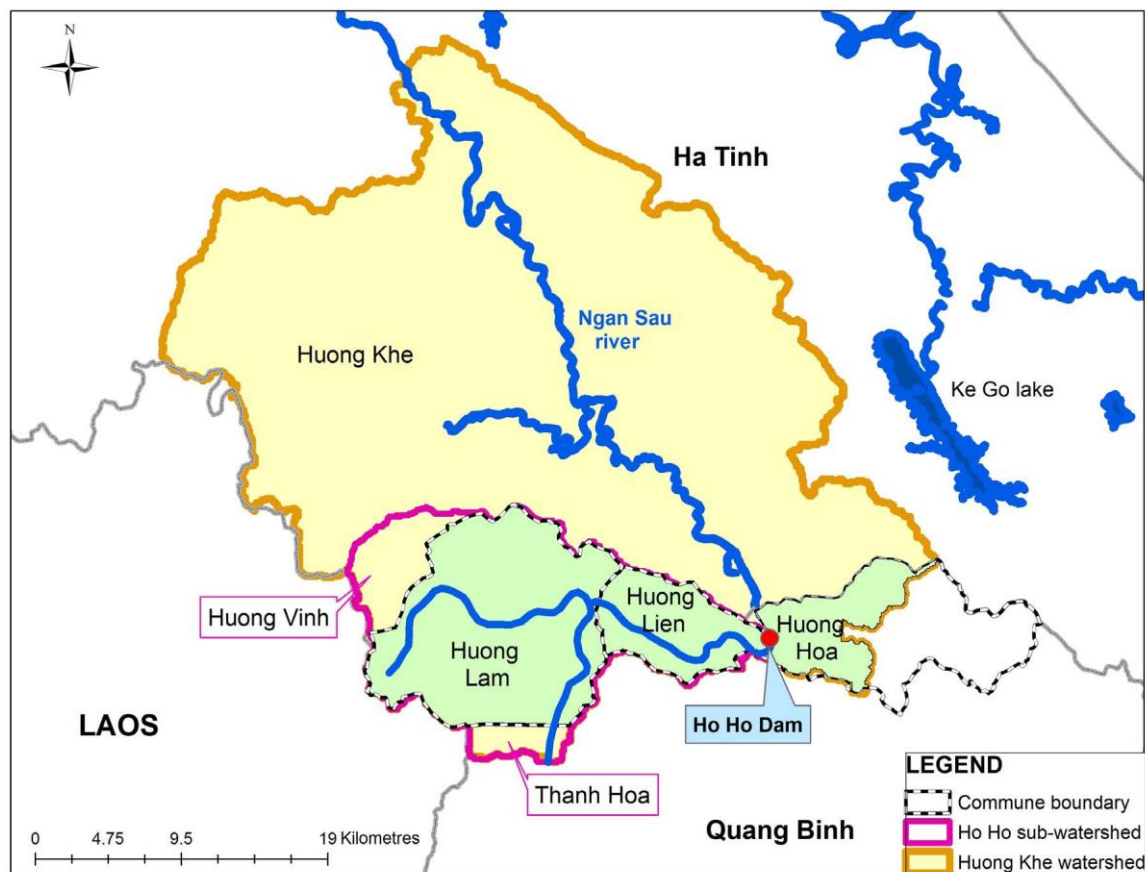 N
Ha Tinh
Ngan Sau
river
Huong Khe
Ke Go lake
Huong Vinh
Huong
Lien
Huong
Hoa
Huong
Lam
LAOS
Ho Ho Dam
Thanh Hoa
Quang Binh
0 4.75 9.5 19 Kilometres
LEGEND
Commune boundary
Ho Ho sub-watershed
Huong Khe watershed